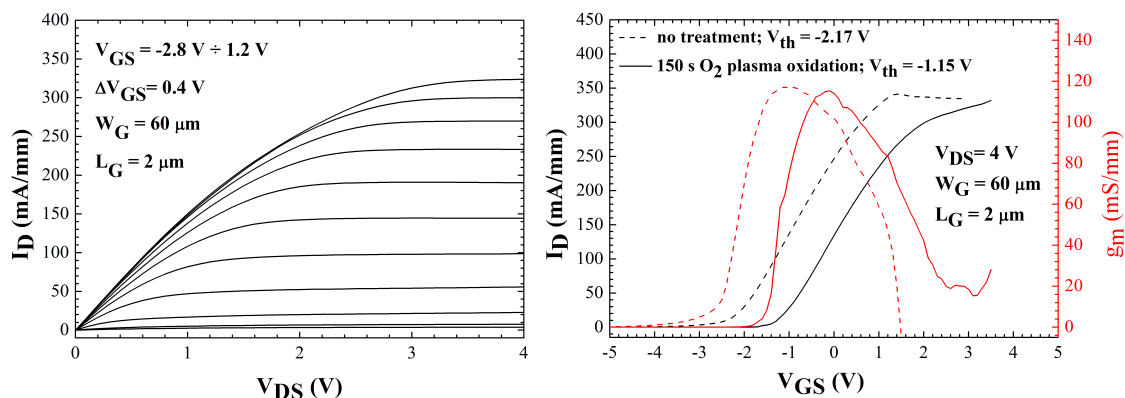 400
350
300
250
200
150
100
50
0
I_D (mA/mm)
V_GS = -2.8 V ÷ 1.2 V
ΔV_GS = 0.4 V
W_G = 60 μm
L_G = 2 μm
0 1 2 3 4
V_DS (V)
450
400
350
300
250
200
150
100
50
0
I_D (mA/mm)
no treatment; V_th = -2.17 V
150 s O_2 plasma oxidation; V_th = -1.15 V
V_DS= 4 V
W_G = 60 μm
L_G = 2 μm
140
120
100
80
60
40
20
0
g_m (mS/mm)
-5 -4 -3 -2 -1 0 1 2 3 4 5
V_GS (V)